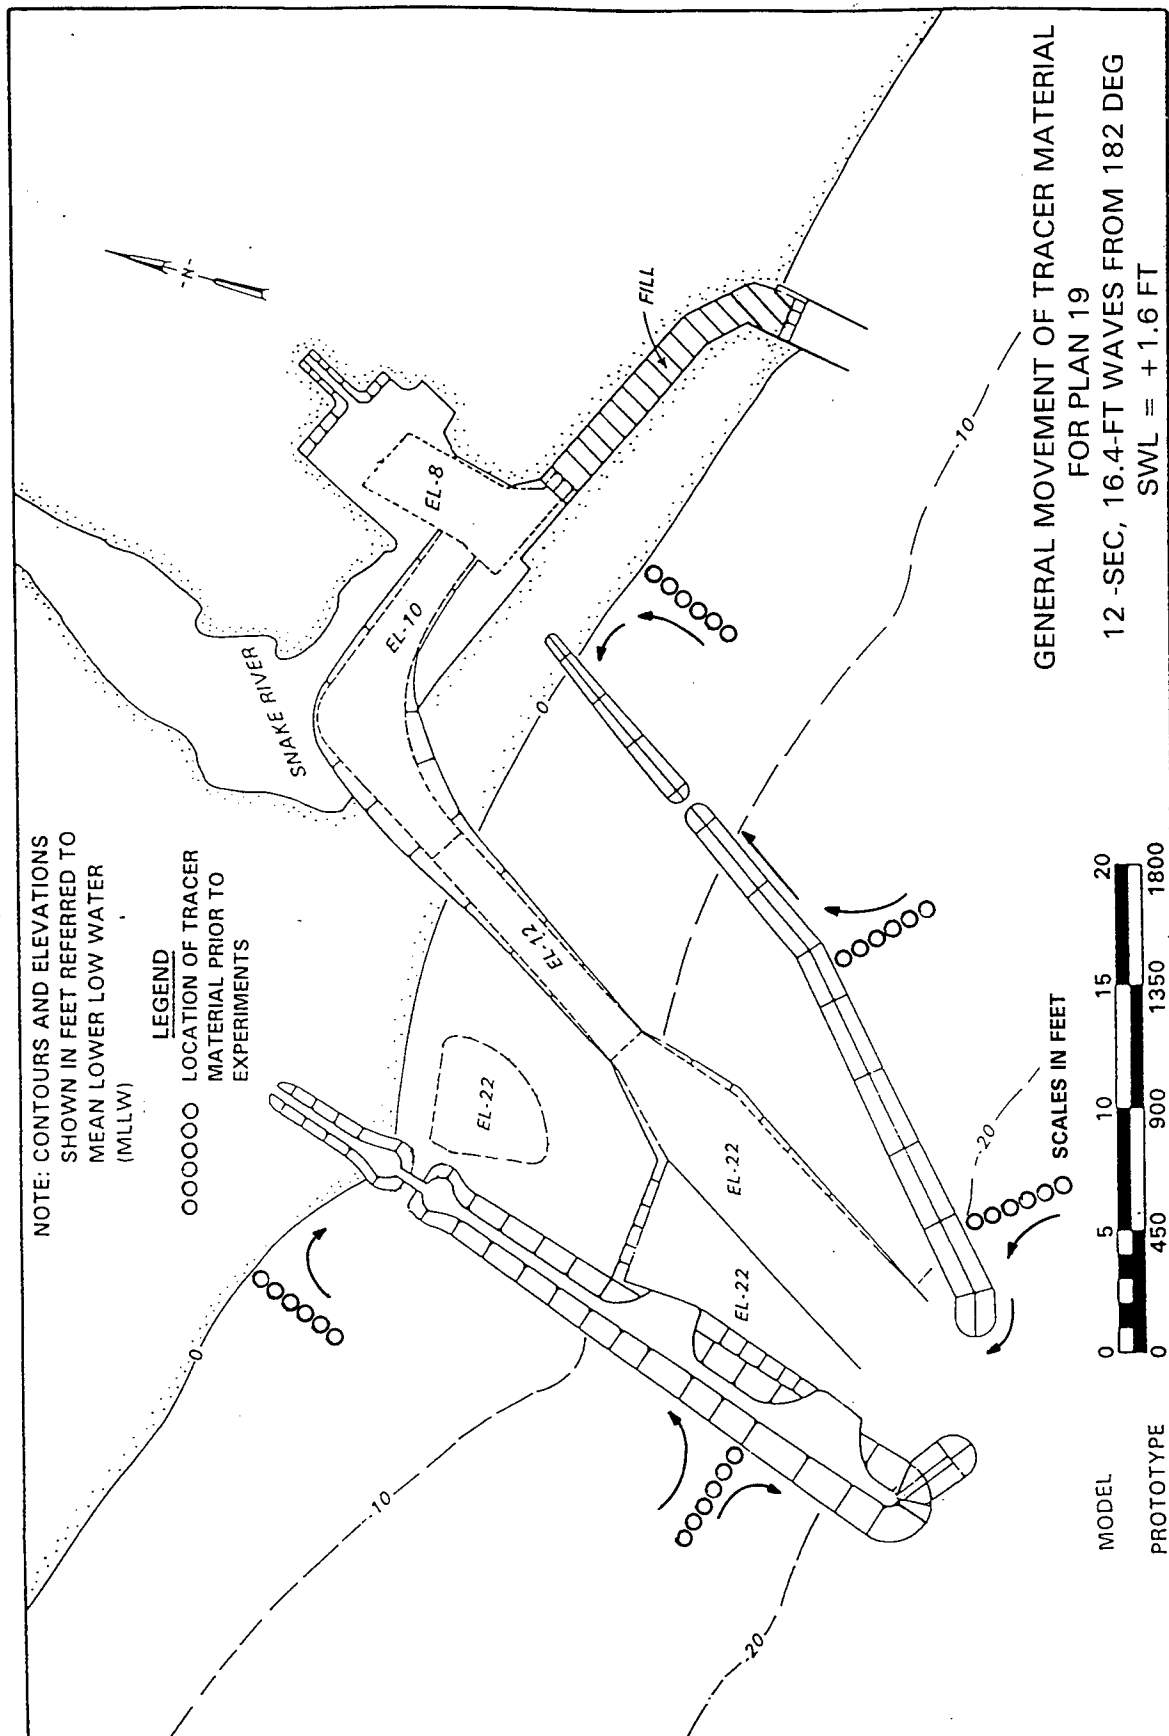 NOTE: CONTOURS AND ELEVATIONS
SHOWN IN FEET REFERRED TO
MEAN LOWER LOW WATER
(MLLW)
LEGEND
OOOOOO LOCATION OF TRACER
MATERIAL PRIOR TO
EXPERIMENTS
SNAKE RIVER
-N-
EL-8
EL-10
EL-12
EL-22
EL-22
EL-22
FILL
0
0
-10
-10
-20
-20
SCALES IN FEET
MODEL 0 5 10 15 20
PROTOTYPE 0 450 900 1350 1800
GENERAL MOVEMENT OF TRACER MATERIAL
FOR PLAN 19
12 -SEC, 16.4-FT WAVES FROM 182 DEG
SWL = +1.6 FT